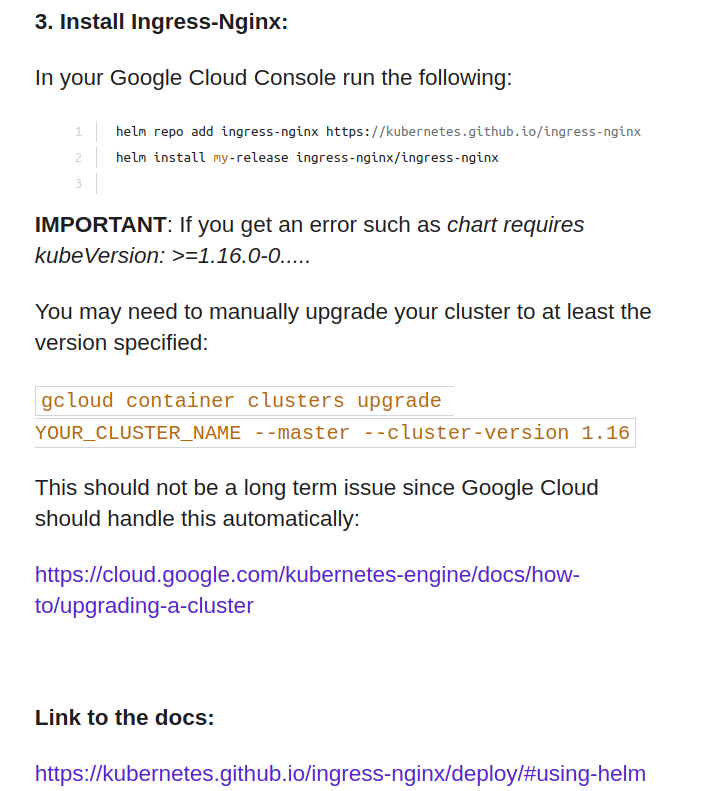 3. Install Ingress-Nginx:
In your Google Cloud Console run the following:
1 helm repo add ingress-nginx https://kubernetes.github.io/ingress-nginx
2 helm install my-release ingress-nginx/ingress-nginx
3
IMPORTANT: If you get an error such as chart requires
kubeVersion: >=1.16.0-0.....
You may need to manually upgrade your cluster to at least the
version specified:
gcloud container clusters upgrade
YOUR_CLUSTER_NAME --master --cluster-version 1.16
This should not be a long term issue since Google Cloud
should handle this automatically:
https://cloud.google.com/kubernetes-engine/docs/how-
to/upgrading-a-cluster
Link to the docs:
https://kubernetes.github.io/ingress-nginx/deploy/#using-helm